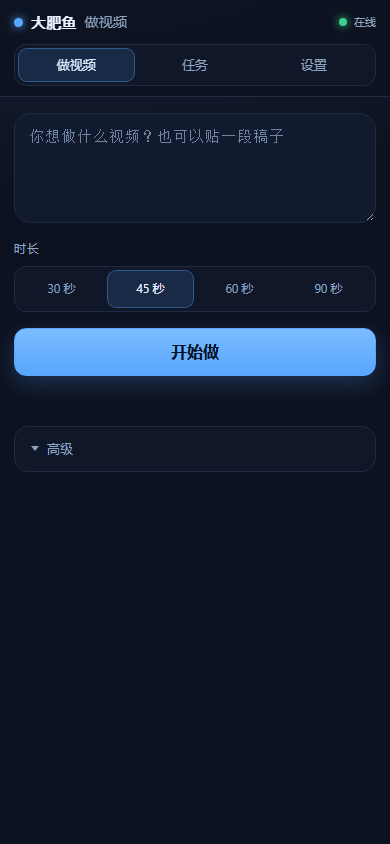 大肥鱼 做视频 在线
做视频 任务 设置
你想做什么视频？也可以贴一段稿子
时长
30 秒 45 秒 60 秒 90 秒
开始做
高级